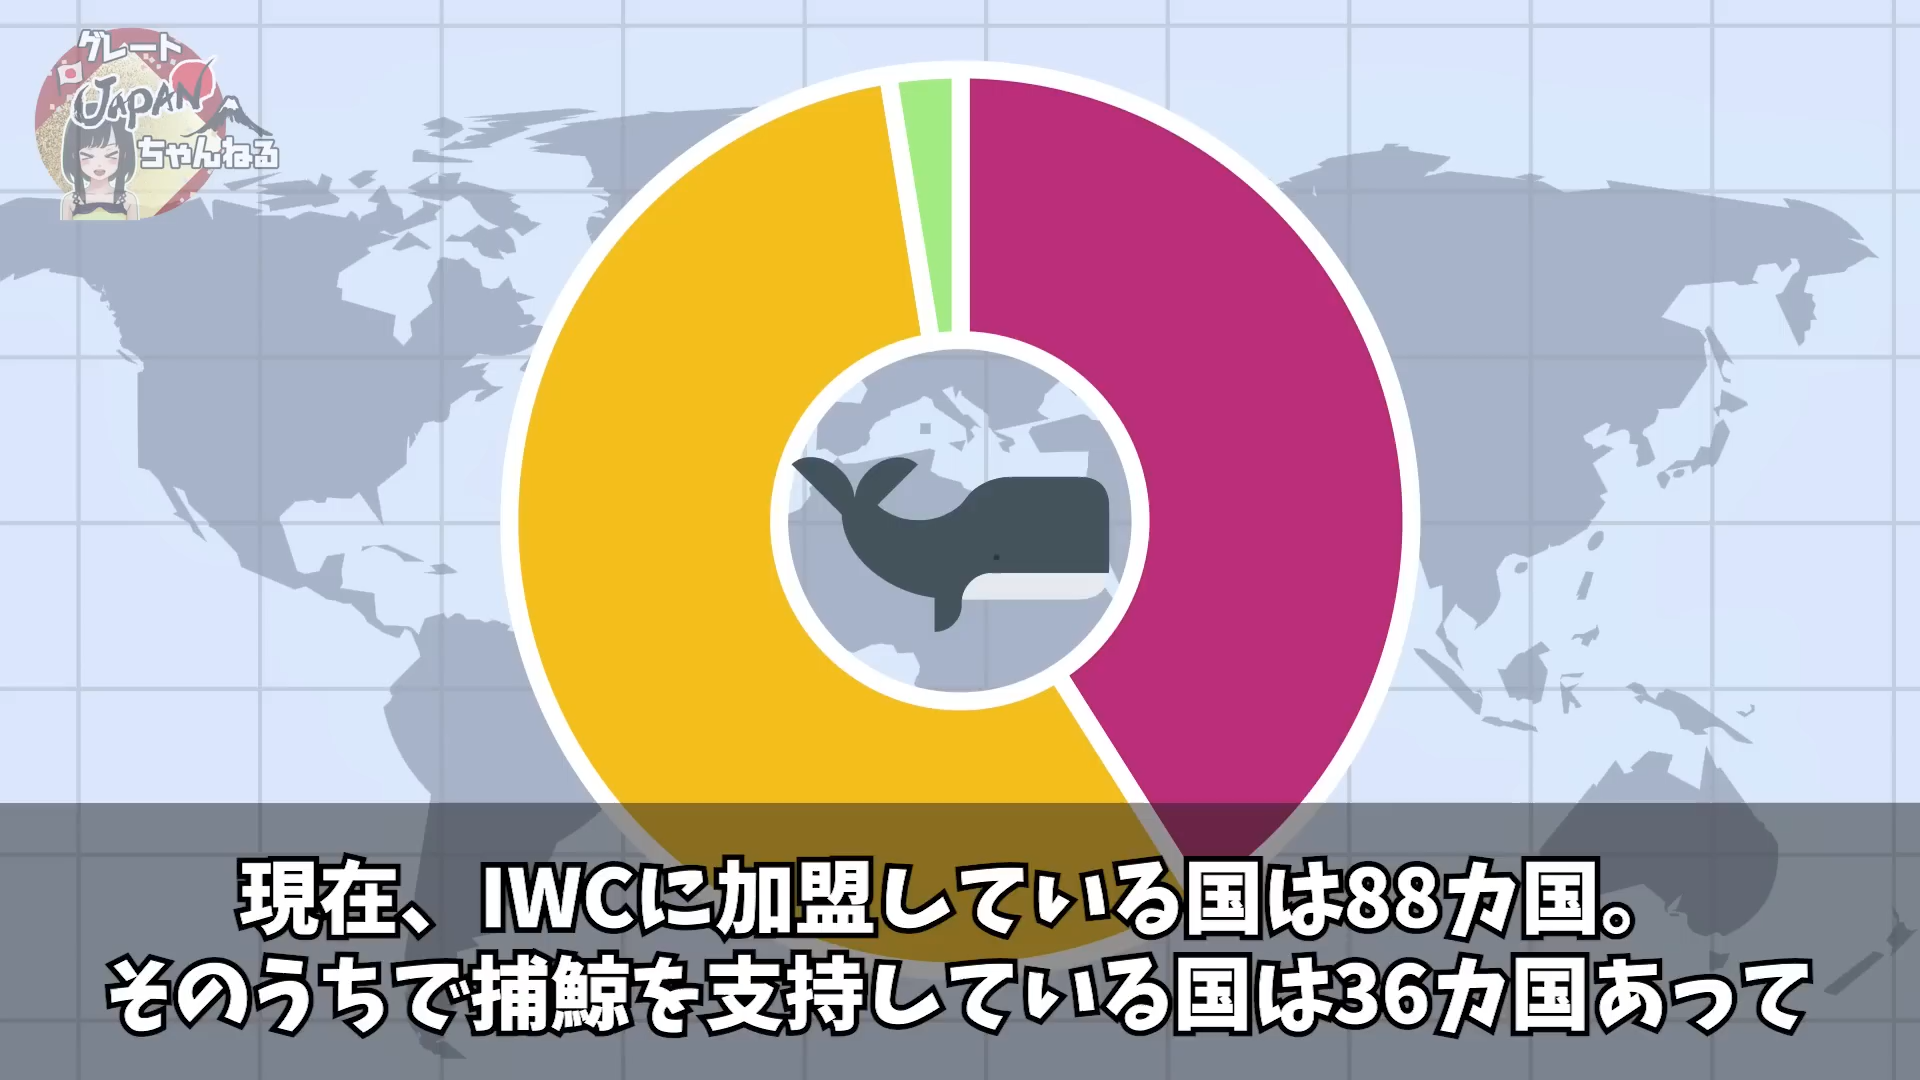 グレート
JAPAN
ちゃんねる
現在、IWCに加盟している国は88カ国。
そのうちで捕鯨を支持している国は36カ国あって